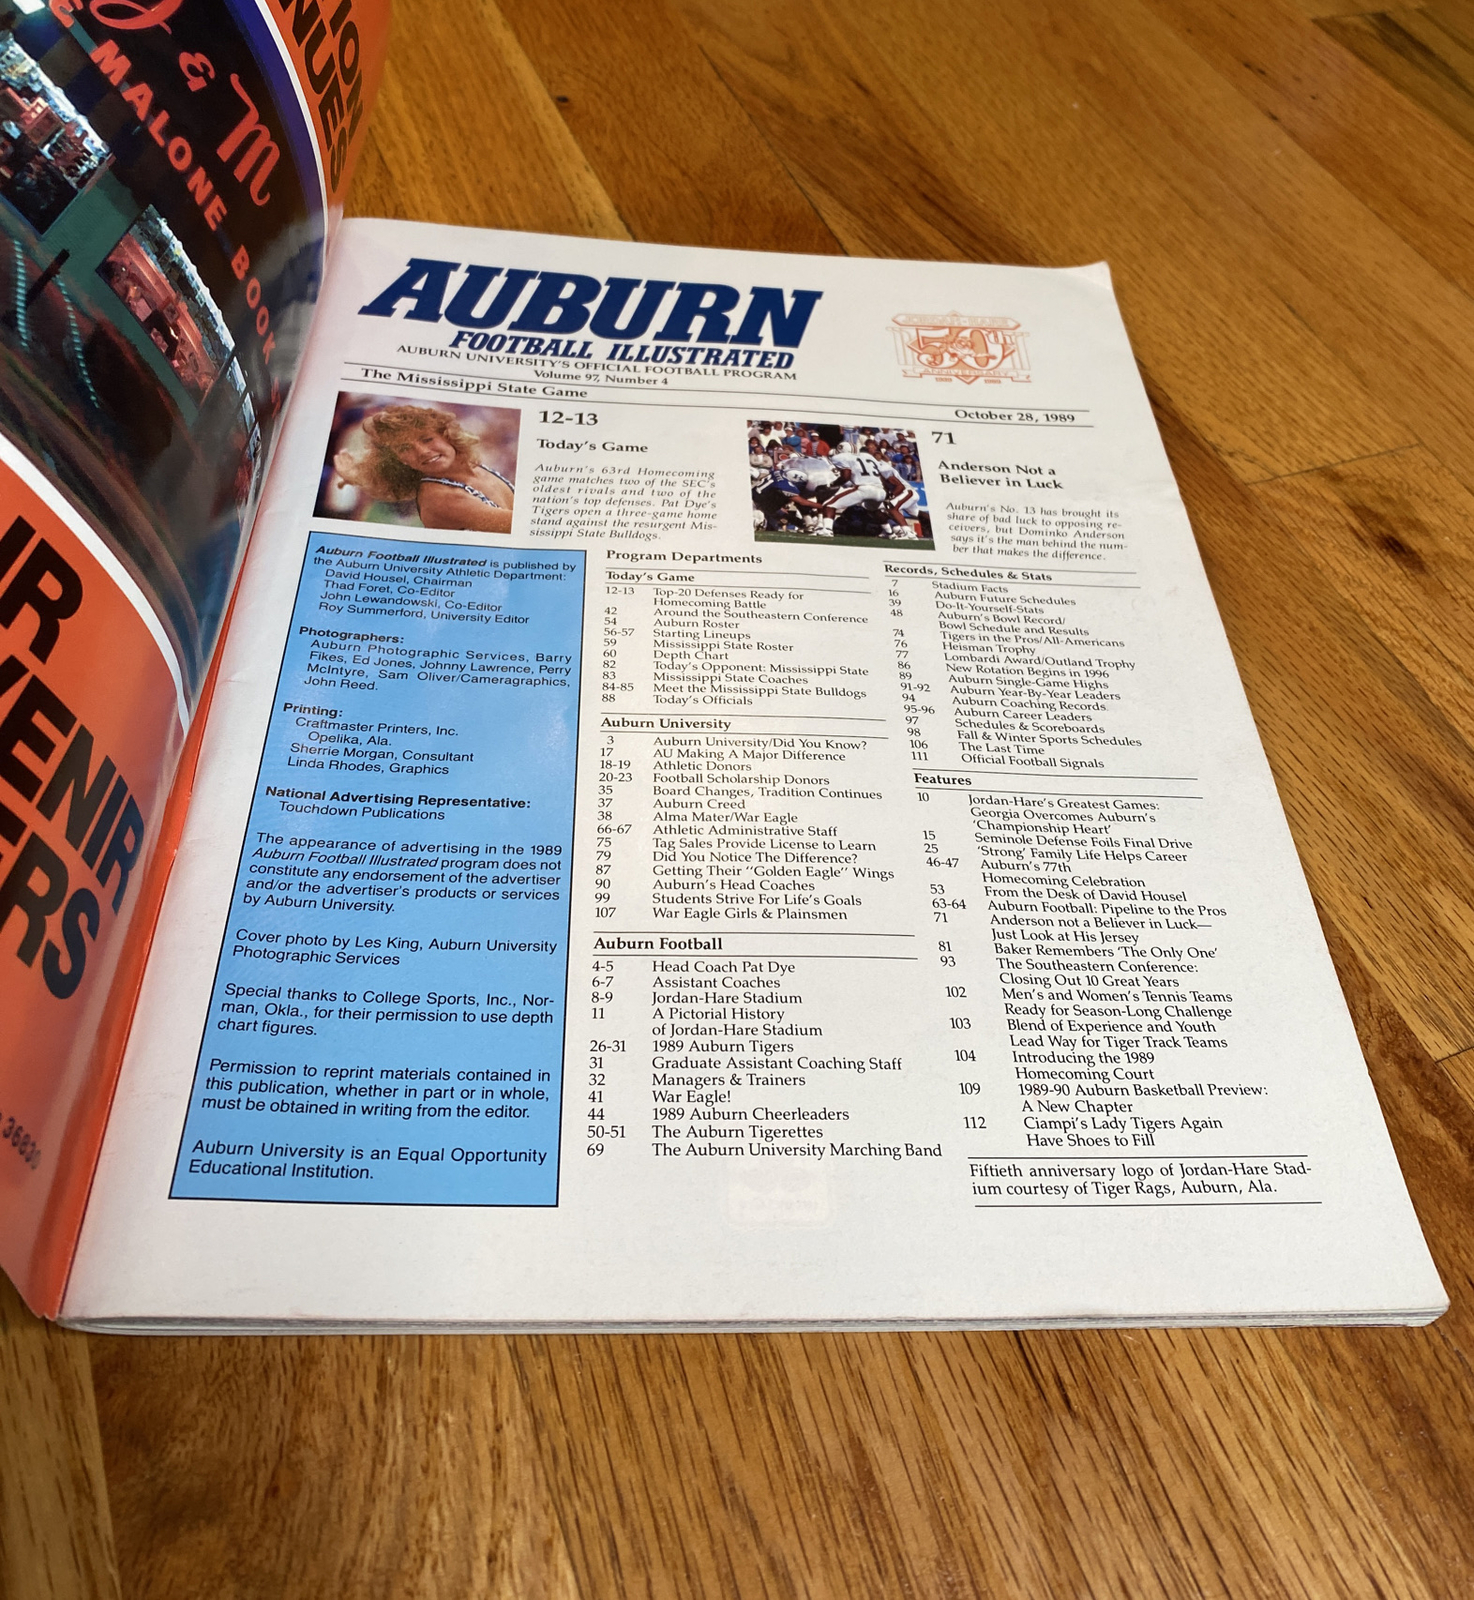 & M
MALONE BOOK
ION
NUES
IR
VENIR
ERS
36830
AUBURN
FOOTBALL ILLUSTRATED
AUBURN UNIVERSITY'S OFFICIAL FOOTBALL PROGRAM
Volume 97, Number 4
The Mississippi State Game
October 28, 1989
50th
ANNIVERSARY
12-13
Today's Game
Auburn's 63rd Homecoming
game matches two of the SEC's
oldest rivals and two of the
nation's top defenses. Pat Dye's
Tigers open a three-game home
stand against the resurgent Mis-
sissippi State Bulldogs.
13
71
Anderson Not a
Believer in Luck
Auburn's No. 13 has brought its
share of bad luck to opposing re-
ceivers, but Dominko Anderson
says it's the man behind the num-
ber that makes the difference.
Auburn Football Illustrated is published by
the Auburn University Athletic Department:
David Housel, Chairman
Thad Foret, Co-Editor
John Lewandowski, Co-Editor
Roy Summerford, University Editor
Photographers:
Auburn Photographic Services, Barry
Fikes, Ed Jones, Johnny Lawrence, Perry
McIntyre, Sam Oliver/Cameragraphics,
John Reed.
Printing:
Craftmaster Printers, Inc.
Opelika, Ala.
Sherrie Morgan, Consultant
Linda Rhodes, Graphics
National Advertising Representative:
Touchdown Publications
The appearance of advertising in the 1989
Auburn Football Illustrated program does not
constitute any endorsement of the advertiser
and/or the advertiser's products or services
by Auburn University.
Cover photo by Les King, Auburn University
Photographic Services
Special thanks to College Sports, Inc., Nor-
man, Okla., for their permission to use depth
chart figures.
Permission to reprint materials contained in
this publication, whether in part or in whole,
must be obtained in writing from the editor.
Auburn University is an Equal Opportunity
Educational Institution.
Program Departments
Today's Game
12-13 Top-20 Defenses Ready for
Homecoming Battle
42 Around the Southeastern Conference
54 Auburn Roster
56-57 Starting Lineups
59 Mississippi State Roster
60 Depth Chart
82 Today's Opponent: Mississippi State
83 Mississippi State Coaches
84-85 Meet the Mississippi State Bulldogs
88 Today's Officials
Auburn University
3 Auburn University/Did You Know?
17 AU Making A Major Difference
18-19 Athletic Donors
20-23 Football Scholarship Donors
35 Board Changes, Tradition Continues
37 Auburn Creed
38 Alma Mater/War Eagle
66-67 Athletic Administrative Staff
75 Tag Sales Provide License to Learn
79 Did You Notice The Difference?
87 Getting Their "Golden Eagle" Wings
90 Auburn's Head Coaches
99 Students Strive For Life's Goals
107 War Eagle Girls & Plainsmen
Auburn Football
4-5 Head Coach Pat Dye
6-7 Assistant Coaches
8-9 Jordan-Hare Stadium
11 A Pictorial History
of Jordan-Hare Stadium
26-31 1989 Auburn Tigers
31 Graduate Assistant Coaching Staff
32 Managers & Trainers
41 War Eagle!
44 1989 Auburn Cheerleaders
50-51 The Auburn Tigerettes
69 The Auburn University Marching Band
Records, Schedules & Stats
7 Stadium Facts
16 Auburn Future Schedules
39 Do-It-Yourself-Stats
48 Auburn's Bowl Record/
Bowl Schedule and Results
74 Tigers in the Pros/All-Americans
76 Heisman Trophy
77 Lombardi Award/Outland Trophy
86 New Rotation Begins in 1996
89 Auburn Single-Game Highs
91-92 Auburn Year-By-Year Leaders
94 Auburn Coaching Records
95-96 Auburn Career Leaders
97 Schedules & Scoreboards
98 Fall & Winter Sports Schedules
106 The Last Time
111 Official Football Signals
Features
10 Jordan-Hare's Greatest Games:
Georgia Overcomes Auburn's
'Championship Heart'
15 Seminole Defense Foils Final Drive
25 'Strong' Family Life Helps Career
46-47 Auburn's 77th
Homecoming Celebration
53 From the Desk of David Housel
63-64 Auburn Football: Pipeline to the Pros
71 Anderson not a Believer in Luck—
Just Look at His Jersey
81 Baker Remembers 'The Only One'
93 The Southeastern Conference:
Closing Out 10 Great Years
102 Men's and Women's Tennis Teams
Ready for Season-Long Challenge
103 Blend of Experience and Youth
Lead Way for Tiger Track Teams
104 Introducing the 1989
Homecoming Court
109 1989-90 Auburn Basketball Preview:
A New Chapter
112 Ciampi's Lady Tigers Again
Have Shoes to Fill
Fiftieth anniversary logo of Jordan-Hare Stad-
ium courtesy of Tiger Rags, Auburn, Ala.